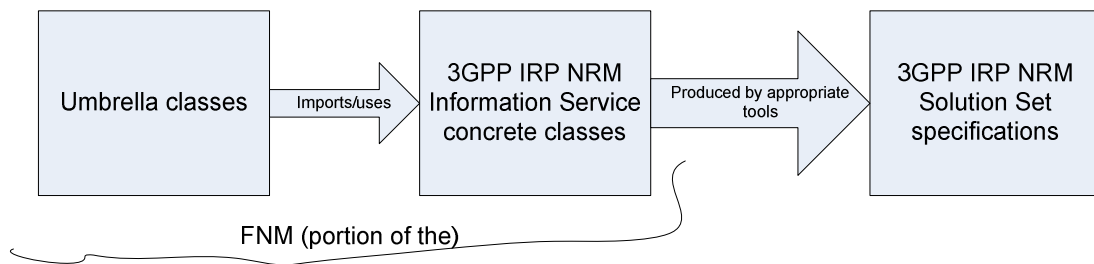 Umbrella classes
Imports/uses
3GPP IRP NRM
Information Service
concrete classes
Produced by appropriate
tools
3GPP IRP NRM
Solution Set
specifications
FNM (portion of the)